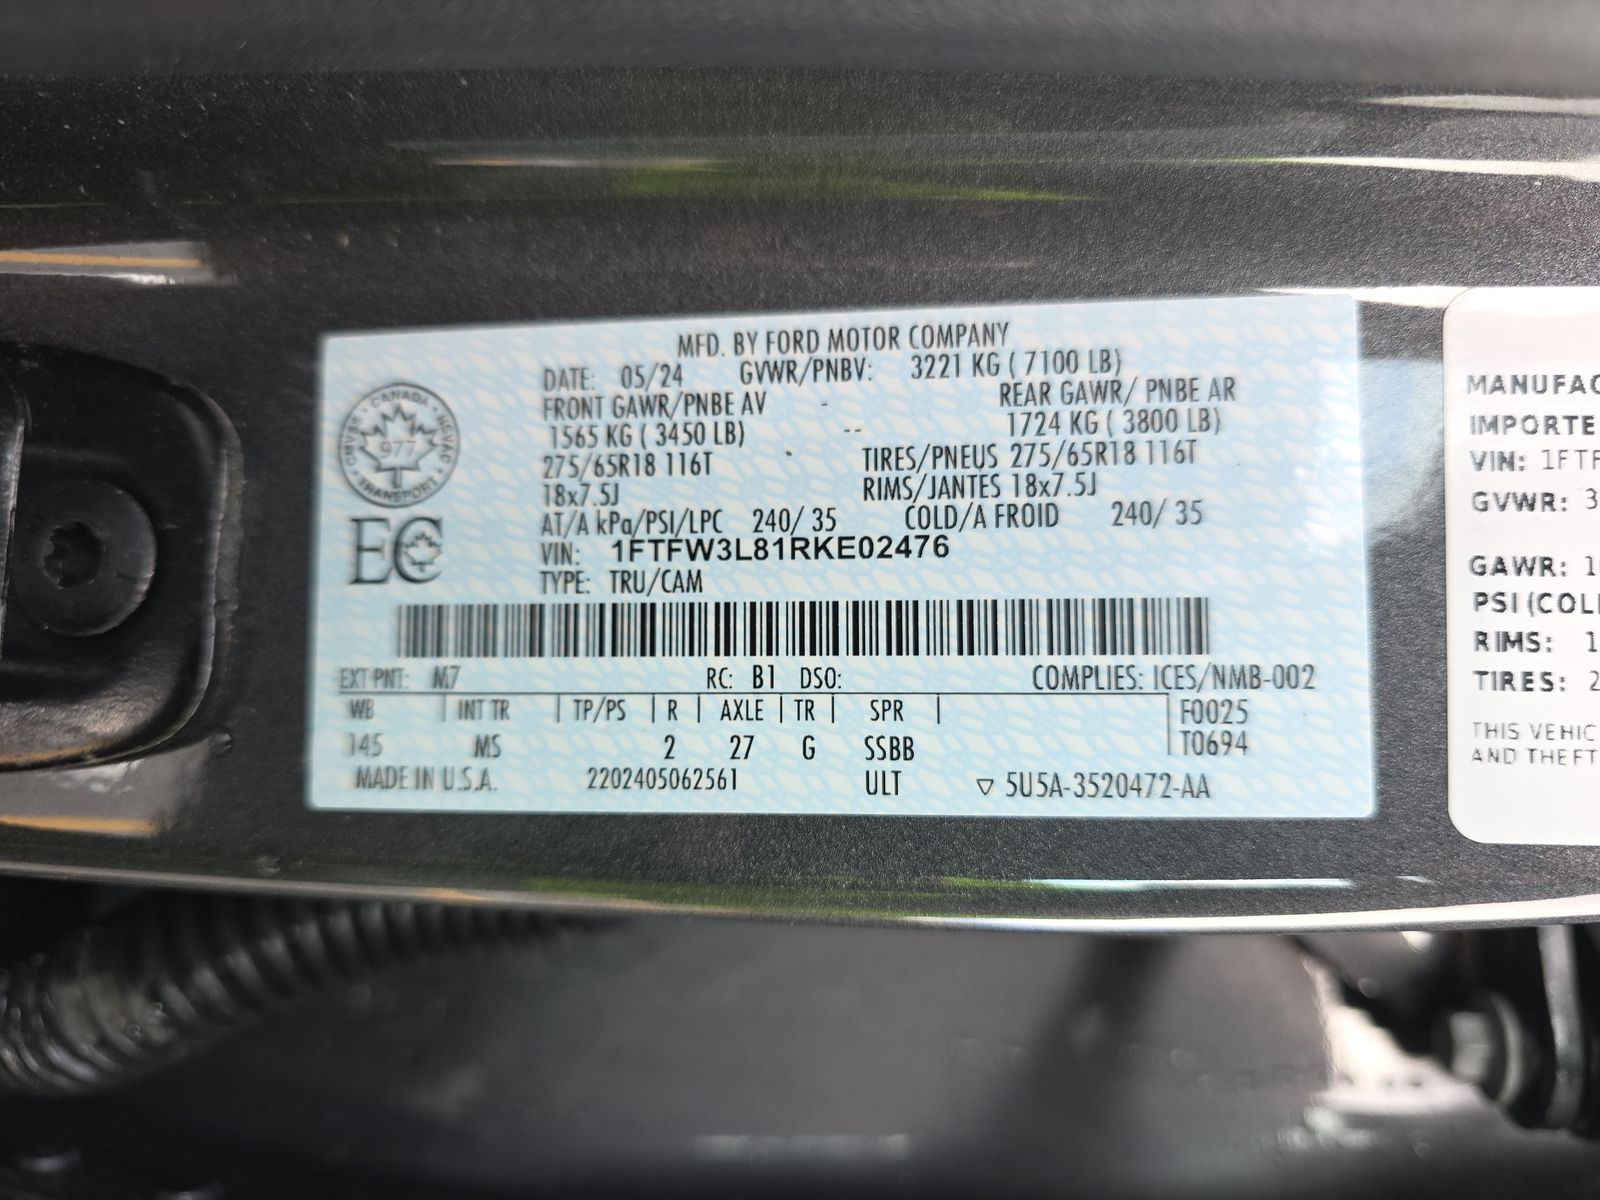 MFD. BY FORD MOTOR COMPANY
DATE: 05/24 GVWR/PNBV: 3221 KG ( 7100 LB)
FRONT GAWR/PNBE AV - REAR GAWR/ PNBE AR
1565 KG ( 3450 LB) -- 1724 KG ( 3800 LB)
275/65R18 116T TIRES/PNEUS 275/65R18 116T
18x7.5J RIMS/JANTES 18x7.5J
AT/A kPa/PSI/LPC 240/ 35 COLD/A FROID 240/ 35
VIN: 1FTFW3L81RKE02476
TYPE: TRU/CAM
CANADA
977
TRANSPORT
EC
EXT PNT: M7 RC: B1 DSO: COMPLIES: ICES/NMB-002
WB | INT TR | TP/PS | R | AXLE | TR | SPR | F0025
145 MS 2 27 G SSBB T0694
MADE IN U.S.A. 2202405062561 ULT ▽ 5U5A-3520472-AA
MANUFAC
IMPORTE
VIN: 1FTF
GVWR: 3
GAWR: 1
PSI (COL
RIMS: 1
TIRES: 2
THIS VEHIC
AND THEFT